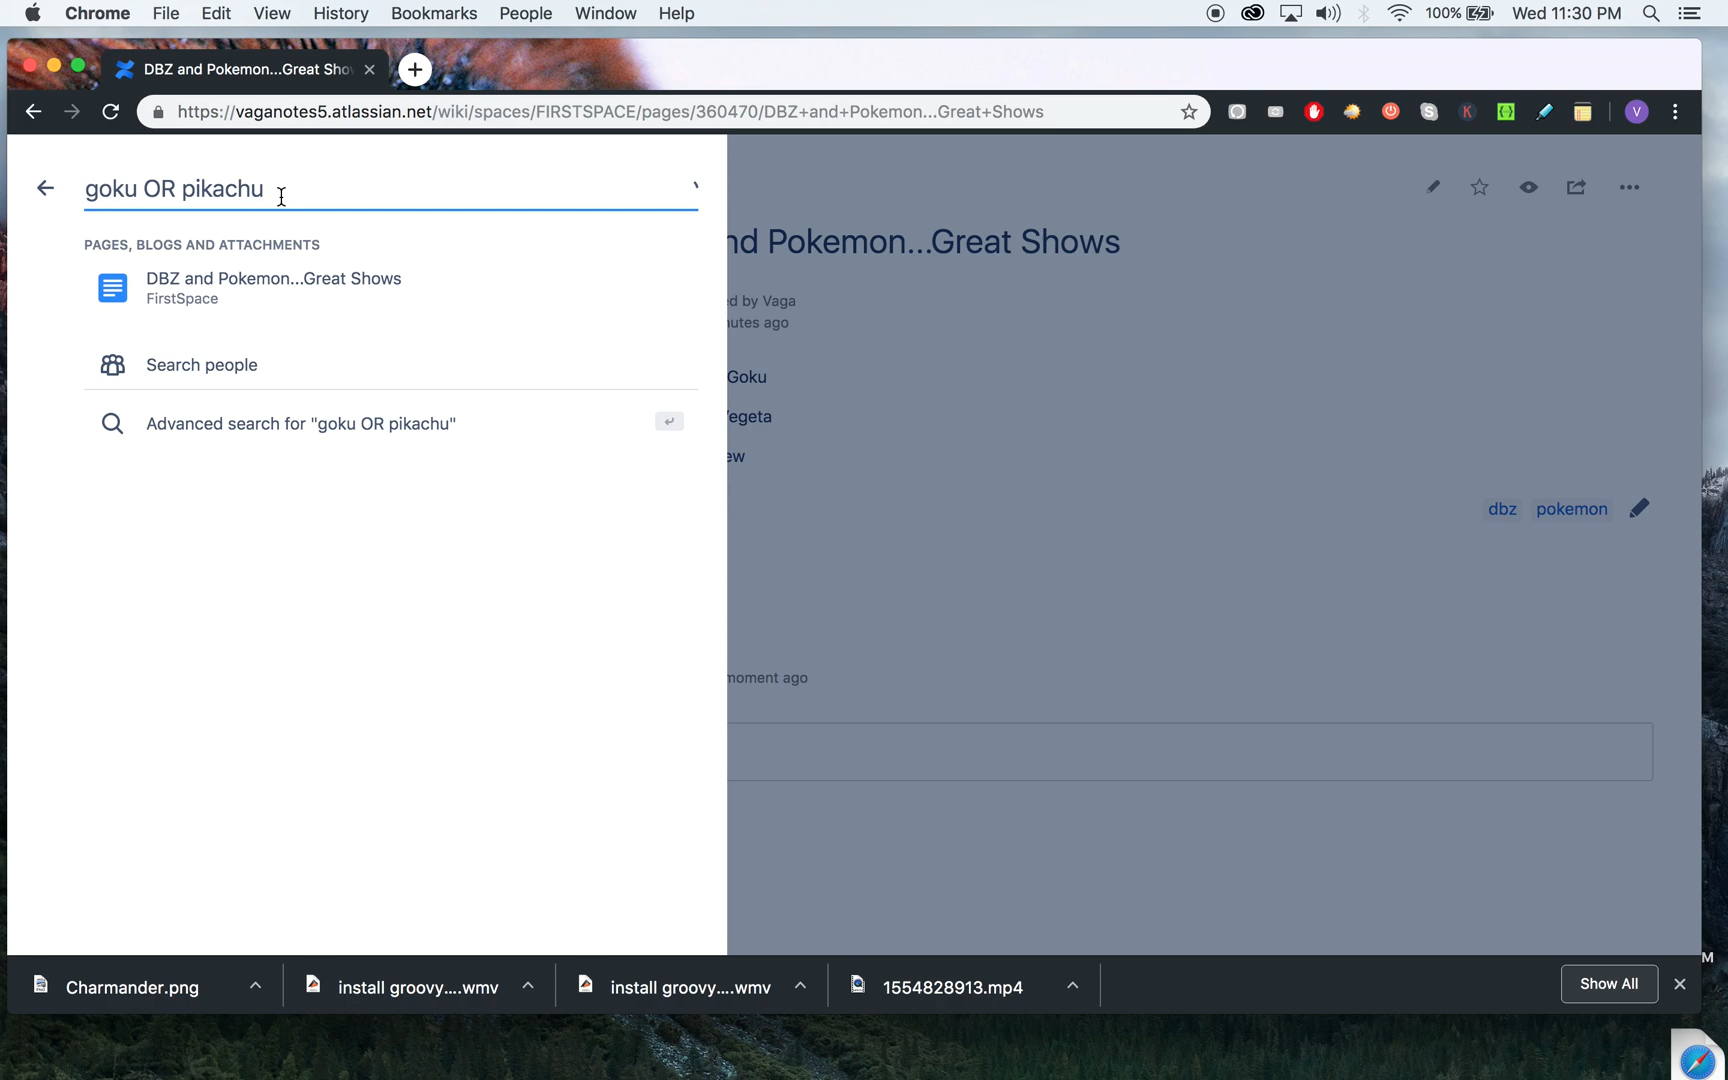 Chrome File Edit View History Bookmarks People Window Help 100% Wed 11:30 PM
DBZ and Pokemon...Great Sho
https://vaganotes5.atlassian.net/wiki/spaces/FIRSTSPACE/pages/360470/DBZ+and+Pokemon...Great+Shows
V
goku OR pikachu
PAGES, BLOGS AND ATTACHMENTS
DBZ and Pokemon...Great Shows
FirstSpace
Search people
Advanced search for "goku OR pikachu"
nd Pokemon...Great Shows
ed by Vaga
utes ago
Goku
egeta
ew
dbz pokemon
moment ago
M
Charmander.png install groovy....wmv install groovy....wmv 1554828913.mp4 Show All